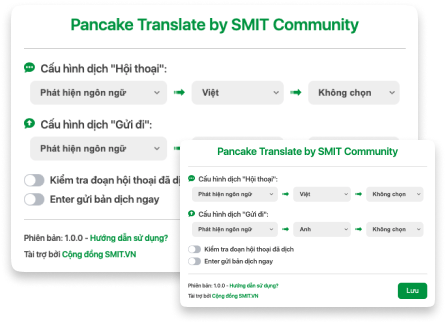 Pancake Translate by SMIT Community
Cấu hình dịch "Hội thoại":
Phát hiện ngôn ngữ Việt Không chọn
Cấu hình dịch "Gửi đi":
Phát hiện ngôn ngữ
Kiểm tra đoạn hội thoại đã dị
Enter gửi bản dịch ngay
Phiên bản: 1.0.0 - Hướng dẫn sử dụng?
Tài trợ bởi Cộng đồng SMIT.VN
Pancake Translate by SMIT Community
Cấu hình dịch "Hội thoại":
Phát hiện ngôn ngữ Việt Không chọn
Cấu hình dịch "Gửi đi":
Phát hiện ngôn ngữ Anh Không chọn
Kiểm tra đoạn hội thoại đã dịch
Enter gửi bản dịch ngay
Phiên bản: 1.0.0 - Hướng dẫn sử dụng?
Tài trợ bởi Cộng đồng SMIT.VN
Lưu